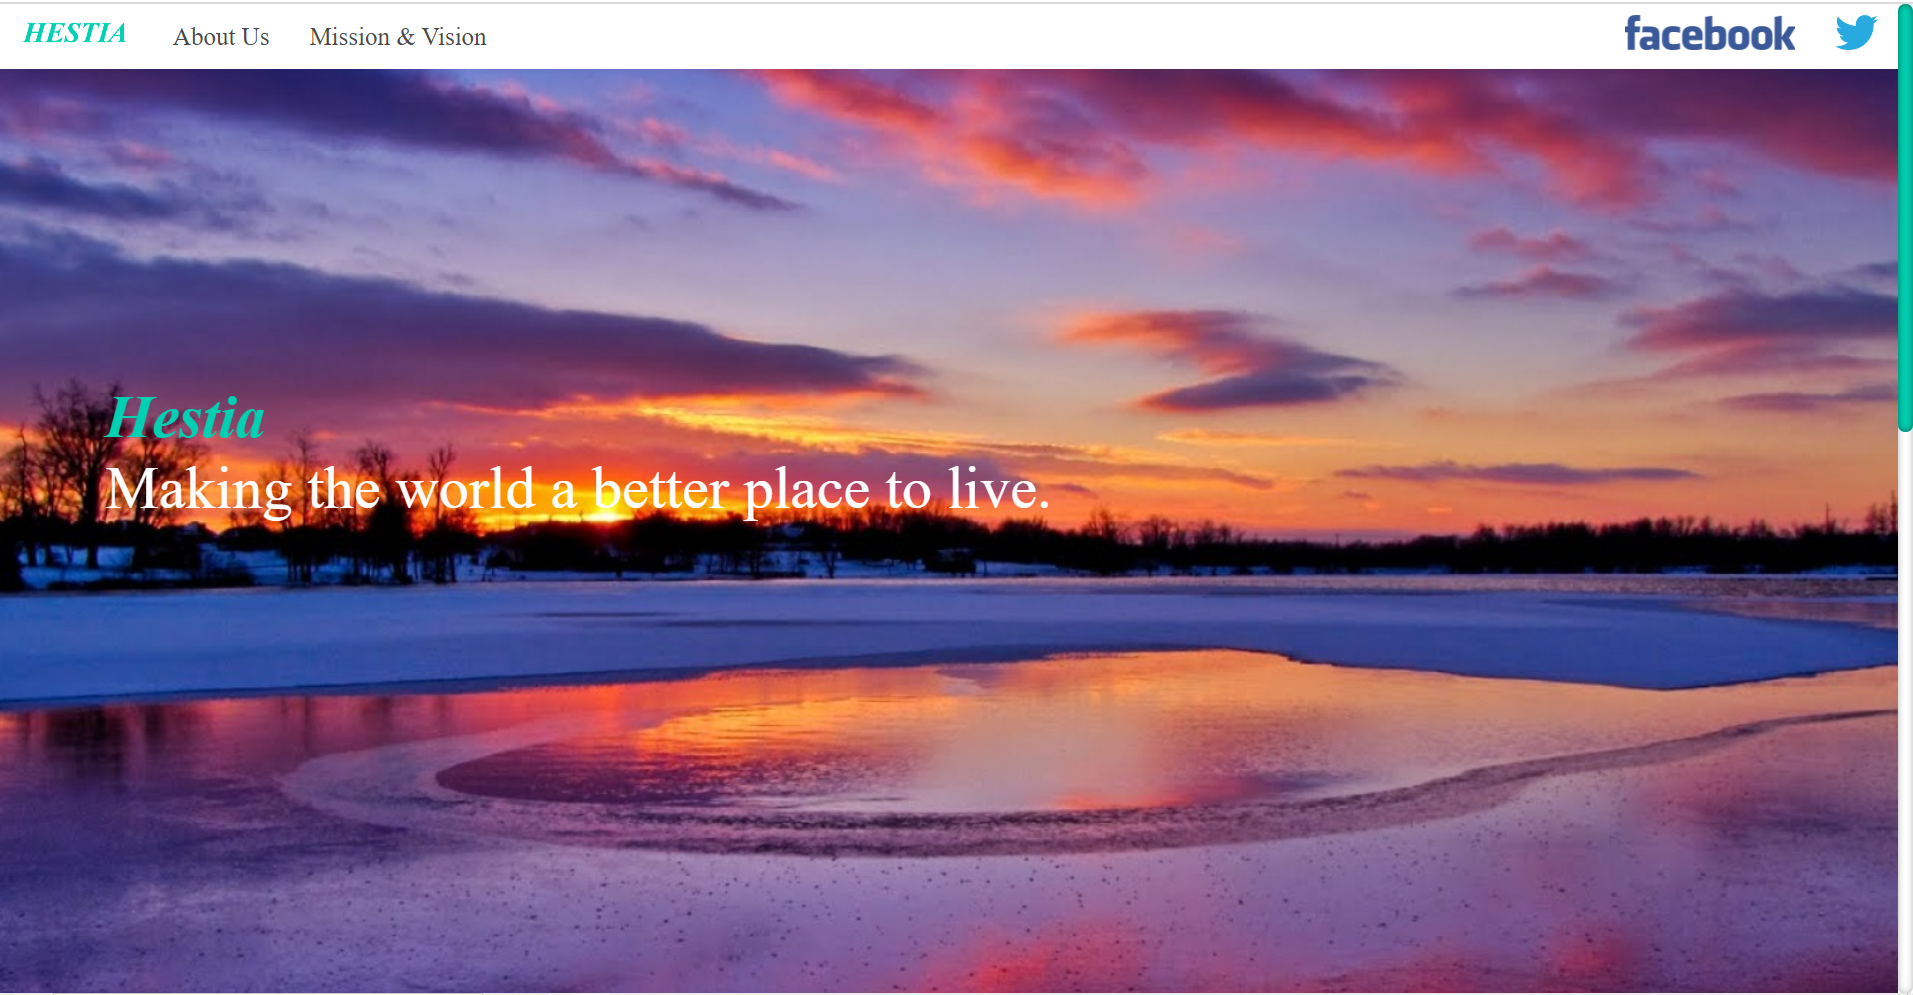 HESTIA About Us Mission & Vision facebook
Hestia
Making the world a better place to live.